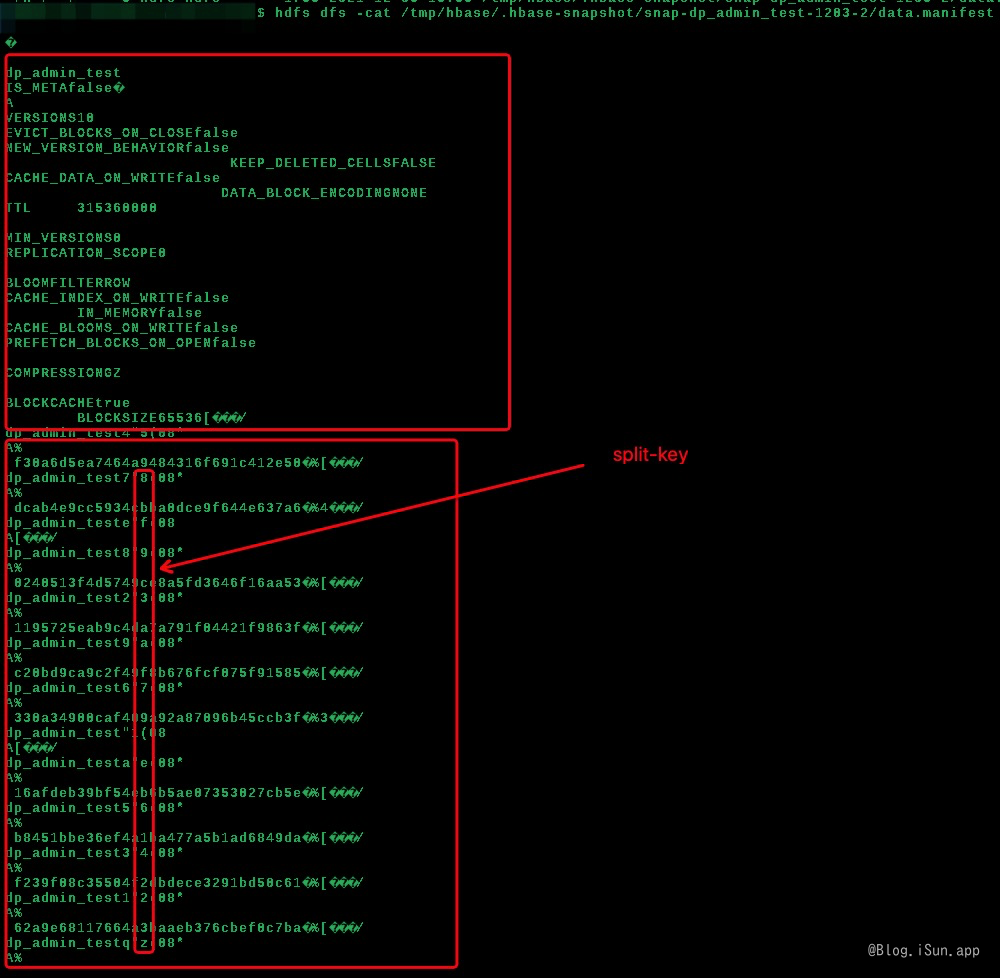 $ hdfs dfs -cat /tmp/hbase/.hbase-snapshot/snap-dp_admin_test-1203-2/data.manifest
�
dp_admin_test
IS_METAfalse�
A
VERSIONS10
EVICT_BLOCKS_ON_CLOSEfalse
NEW_VERSION_BEHAVIORfalse
KEEP_DELETED_CELLSFALSE
CACHE_DATA_ON_WRITEfalse
DATA_BLOCK_ENCODINGNONE
TTL 315360000
MIN_VERSIONS0
REPLICATION_SCOPE0
BLOOMFILTERROW
CACHE_INDEX_ON_WRITEfalse
IN_MEMORYfalse
CACHE_BLOOMS_ON_WRITEfalse
PREFETCH_BLOCKS_ON_OPENfalse
COMPRESSIONGZ
BLOCKCACHEtrue
BLOCKSIZE65536[���/
dp_admin_test4"5(08*
A%
f30a6d5ea7464a9484316f691c412e50�%[���/
dp_admin_test7"8(08*
A%
dcab4e9cc5934cbba0dce9f644e637a6�%4���/
dp_admin_teste"f(08
A[���/
dp_admin_test8"9(08*
A%
0240513f4d5749ce8a5fd3646f16aa53�%[���/
dp_admin_test2"3(08*
A%
1195725eab9c4da7a791f04421f9863f�%[���/
dp_admin_test9"a(08*
A%
c20bd9ca9c2f49f8b676fcf075f91585�%[���/
dp_admin_test6"7(08*
A%
330a34900caf409a92a87096b45ccb3f�%3���/
dp_admin_test"1(08
A[���/
dp_admin_testa"e(08*
A%
16afdeb39bf54eb6b5ae07353027cb5e�%[���/
dp_admin_test5"6(08*
A%
b8451bbe36ef4a1ba477a5b1ad6849da�%[���/
dp_admin_test3"4(08*
A%
f239f08c35504f2dbdece3291bd50c61�%[���/
dp_admin_test1"2(08*
A%
62a9e68117664a3baaeb376cbef0c7ba�%[���/
dp_admin_testq"z(08*
A%
split-key
@Blog.iSun.app